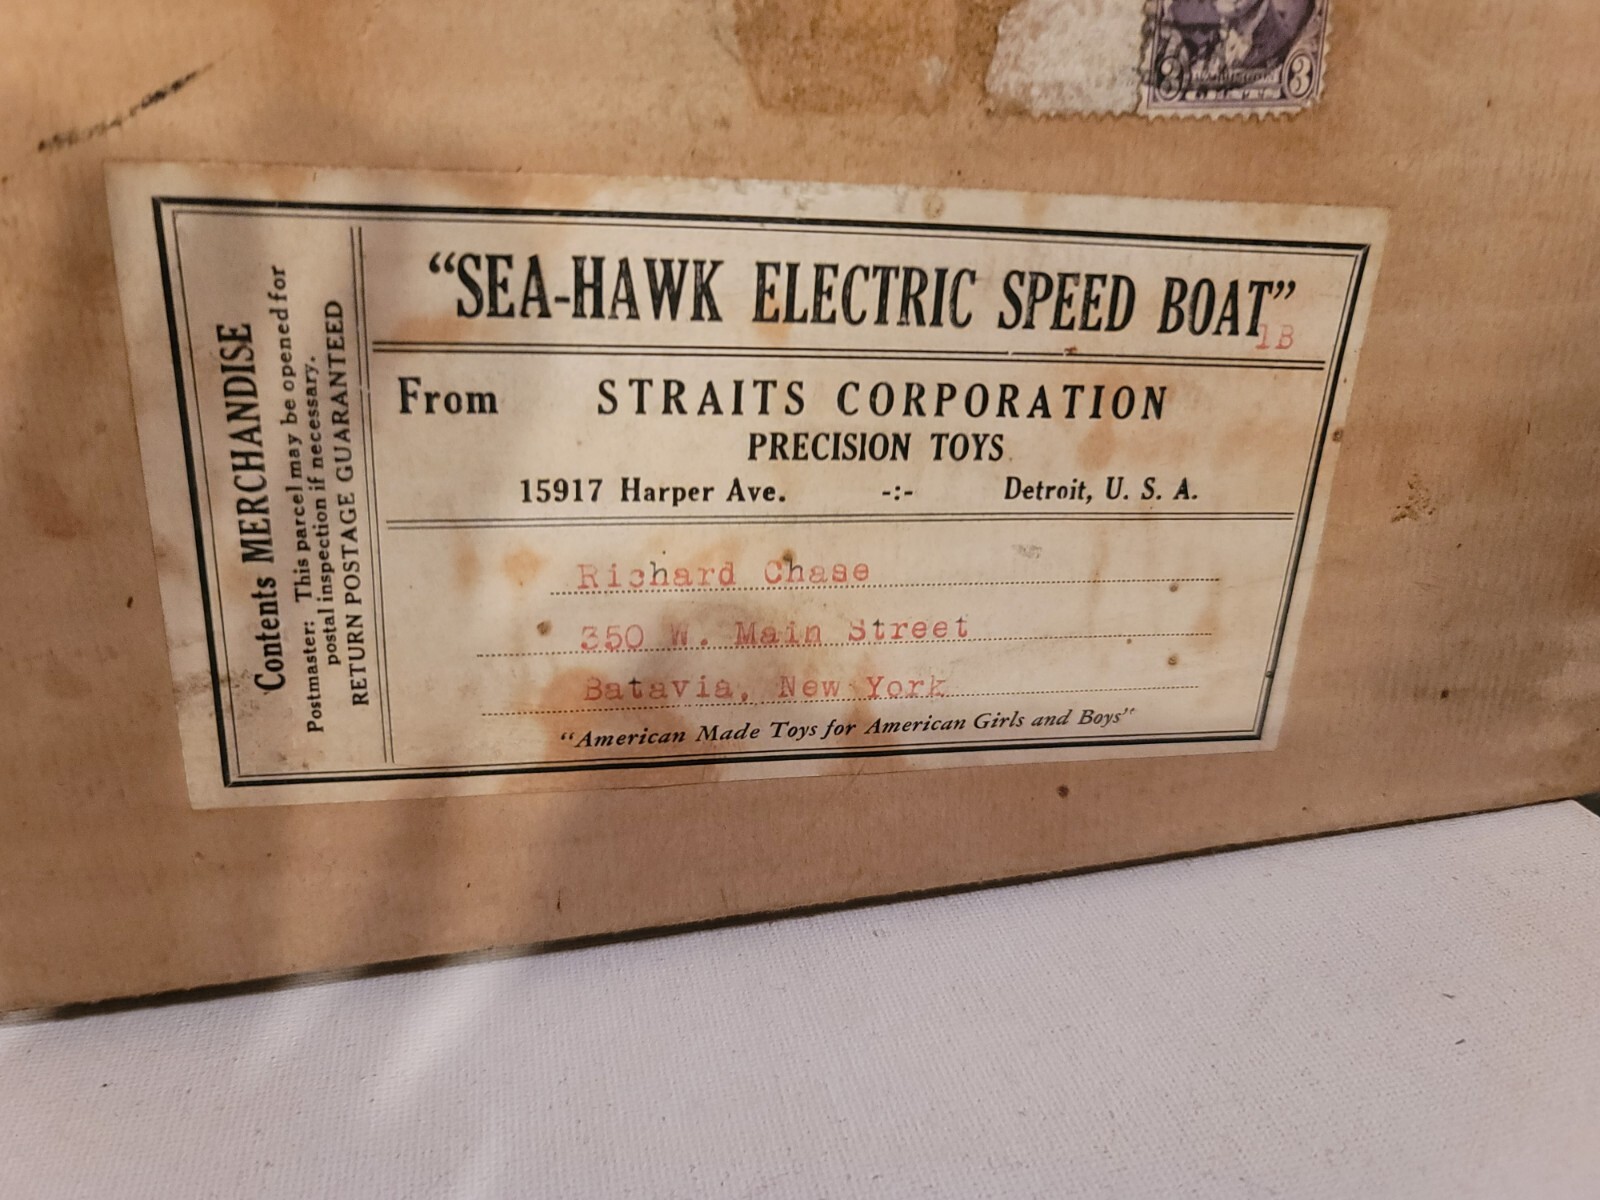 3 WASHINGTON 3
"SEA-HAWK ELECTRIC SPEED BOAT"
1B
From STRAITS CORPORATION
PRECISION TOYS
15917 Harper Ave. -:- Detroit, U. S. A.
Richard Chase
350 W. Main Street
Batavia, New York
"American Made Toys for American Girls and Boys"
Contents MERCHANDISE
Postmaster: This parcel may be opened for
postal inspection if necessary.
RETURN POSTAGE GUARANTEED